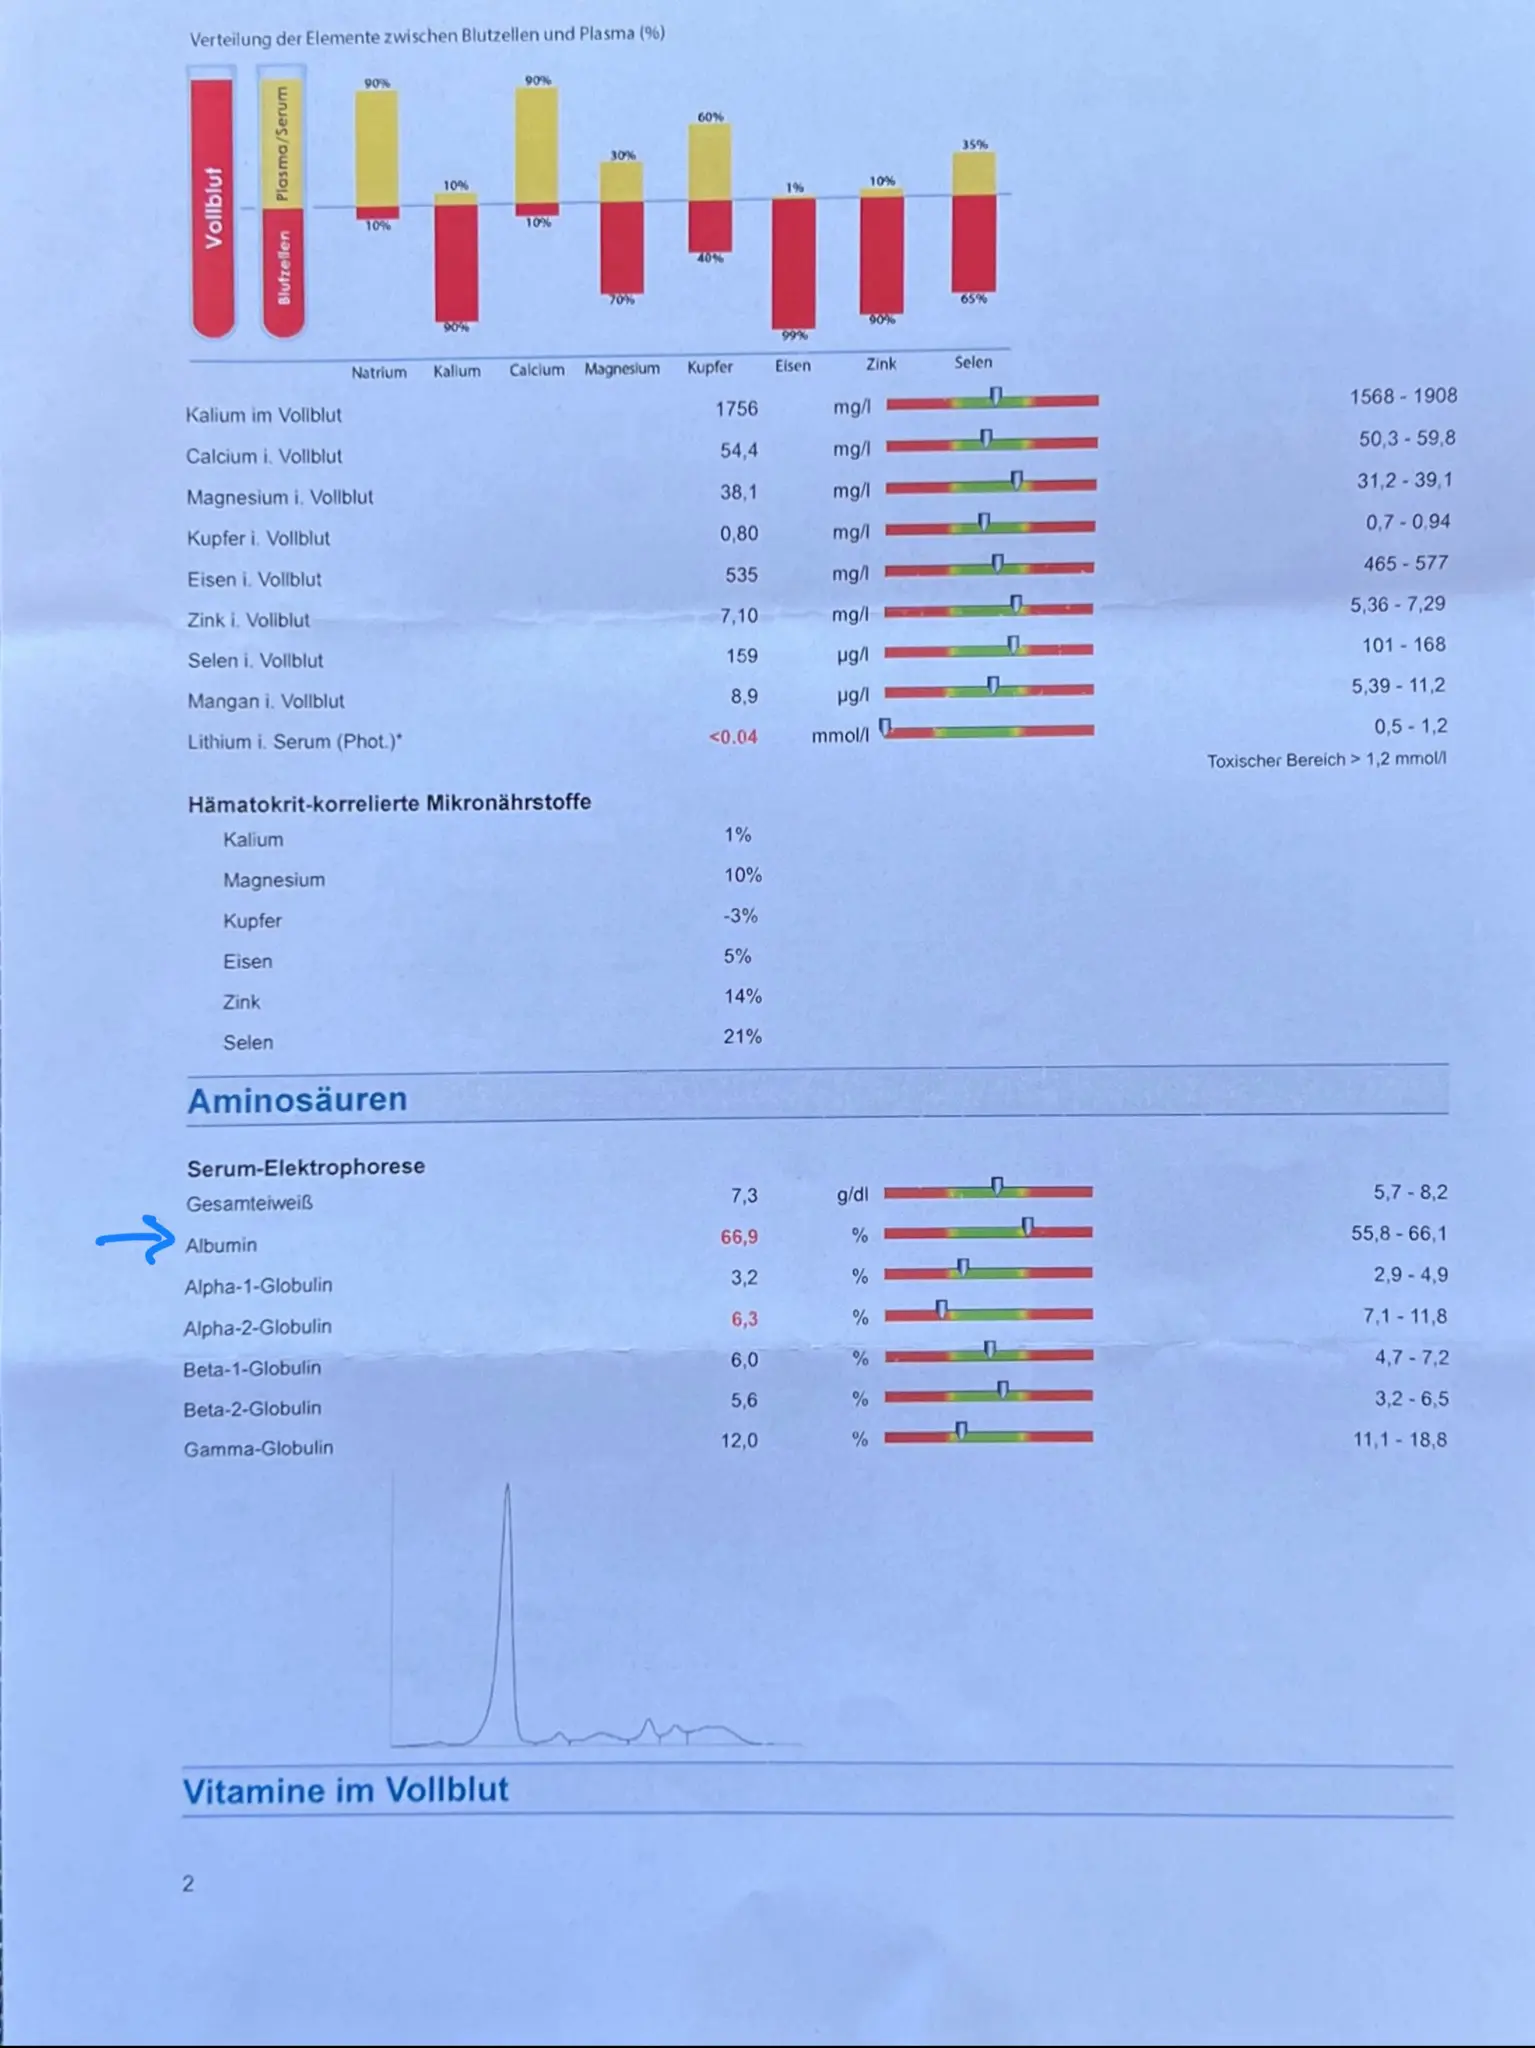 Verteilung der Elemente zwischen Blutzellen und Plasma (%)
Vollblut
Plasma/Serum
Blutzellen
90% 10% 90% 30% 60% 1% 10% 35%
10% 90% 10% 70% 40% 99% 90% 65%
Natrium Kalium Calcium Magnesium Kupfer Eisen Zink Selen
Kalium im Vollblut 1756 mg/l 1568 - 1908
Calcium i. Vollblut 54,4 mg/l 50,3 - 59,8
Magnesium i. Vollblut 38,1 mg/l 31,2 - 39,1
Kupfer i. Vollblut 0,80 mg/l 0,7 - 0,94
Eisen i. Vollblut 535 mg/l 465 - 577
Zink i. Vollblut 7,10 mg/l 5,36 - 7,29
Selen i. Vollblut 159 µg/l 101 - 168
Mangan i. Vollblut 8,9 µg/l 5,39 - 11,2
Lithium i. Serum (Phot.)* <0.04 mmol/l 0,5 - 1,2
Toxischer Bereich > 1,2 mmol/l
Hämatokrit-korrelierte Mikronährstoffe
Kalium 1%
Magnesium 10%
Kupfer -3%
Eisen 5%
Zink 14%
Selen 21%
Aminosäuren
Serum-Elektrophorese
Gesamteiweiß 7,3 g/dl 5,7 - 8,2
Albumin 66,9 % 55,8 - 66,1
Alpha-1-Globulin 3,2 % 2,9 - 4,9
Alpha-2-Globulin 6,3 % 7,1 - 11,8
Beta-1-Globulin 6,0 % 4,7 - 7,2
Beta-2-Globulin 5,6 % 3,2 - 6,5
Gamma-Globulin 12,0 % 11,1 - 18,8
Vitamine im Vollblut
2